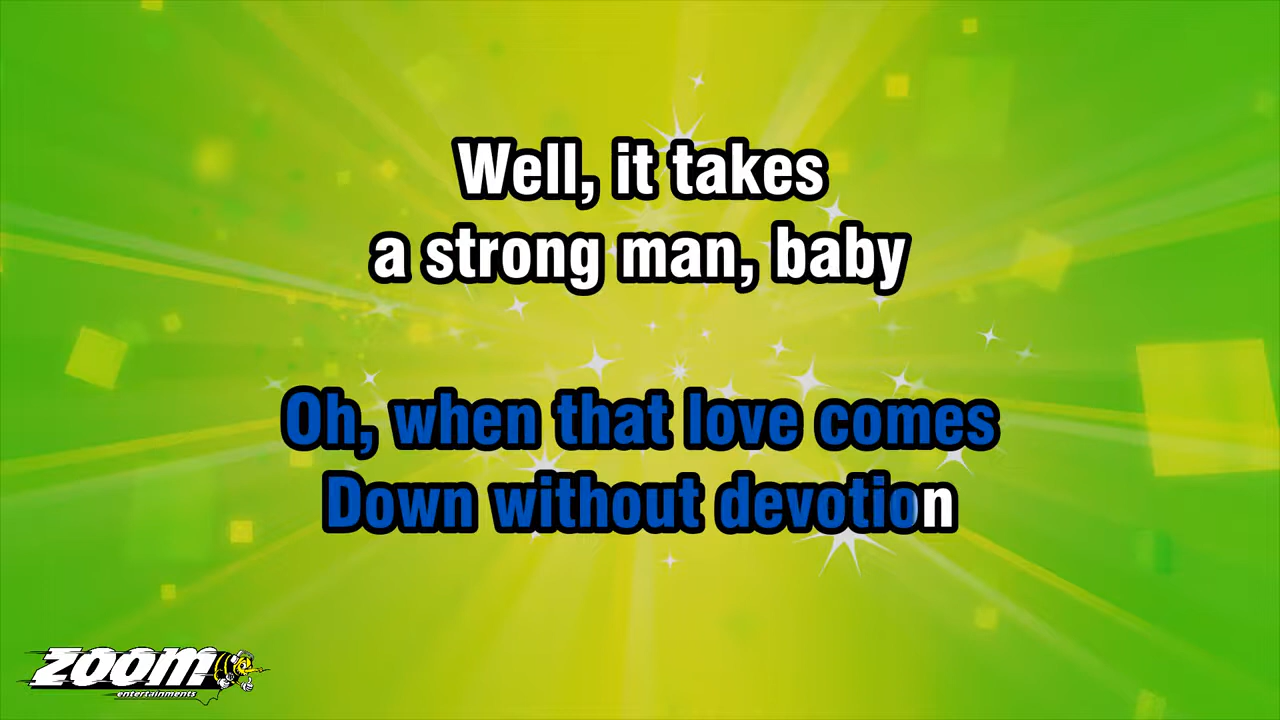 Well, it takes
a strong man, baby
Oh, when that love comes
Down without devotion
ZOOM
entertainments